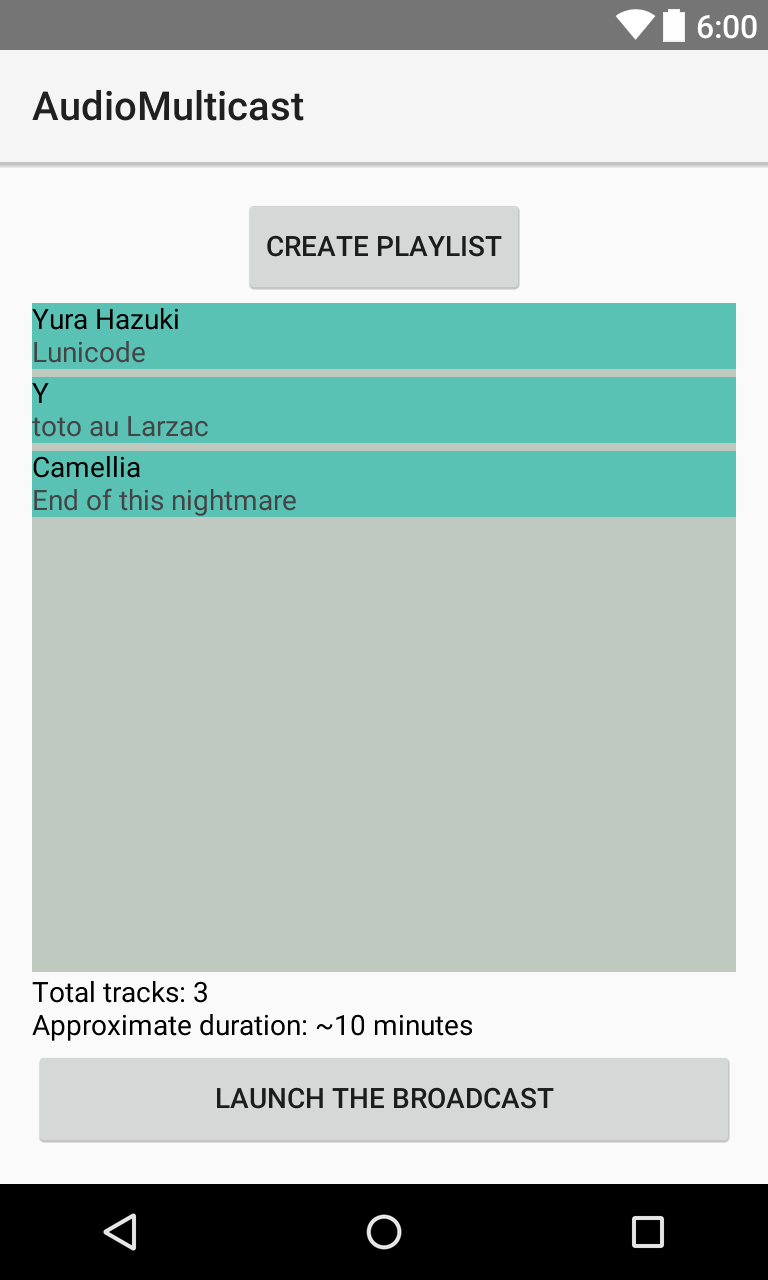 6:00
AudioMulticast
CREATE PLAYLIST
Yura Hazuki
Lunicode
Y
toto au Larzac
Camellia
End of this nightmare
Total tracks: 3
Approximate duration: ~10 minutes
LAUNCH THE BROADCAST